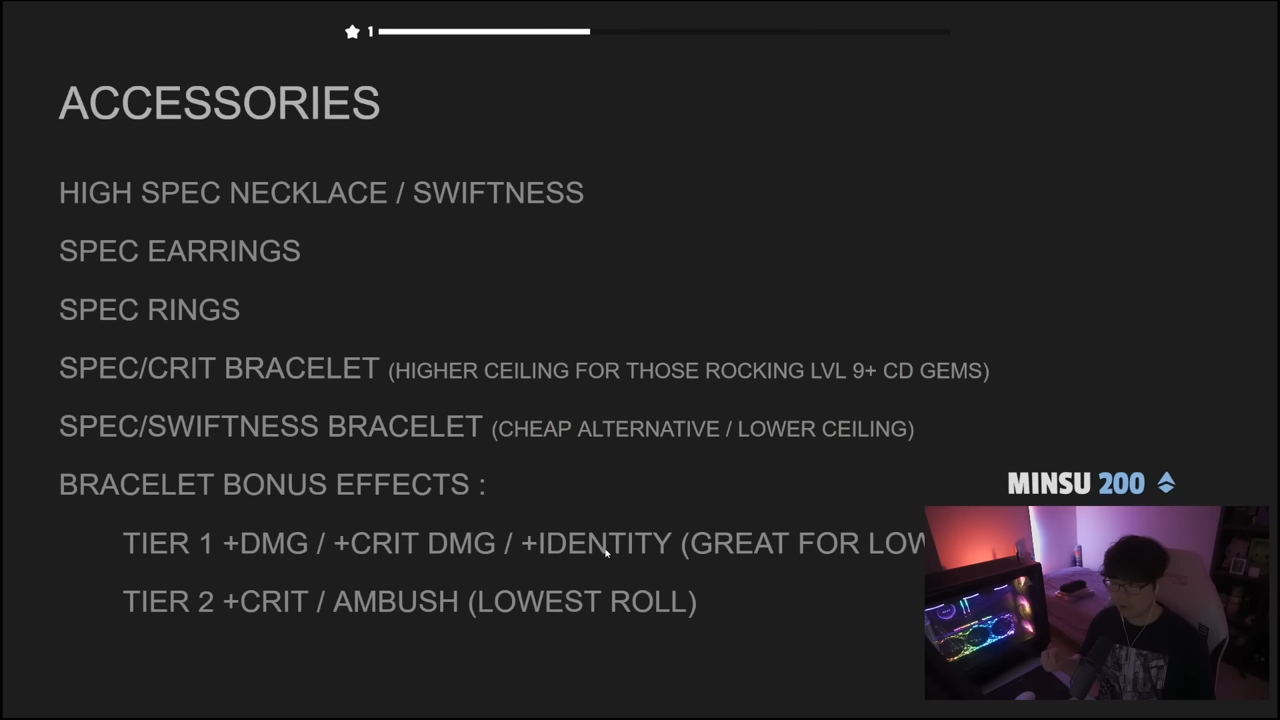 1
ACCESSORIES
HIGH SPEC NECKLACE / SWIFTNESS
SPEC EARRINGS
SPEC RINGS
SPEC/CRIT BRACELET (HIGHER CEILING FOR THOSE ROCKING LVL 9+ CD GEMS)
SPEC/SWIFTNESS BRACELET (CHEAP ALTERNATIVE / LOWER CEILING)
BRACELET BONUS EFFECTS :
MINSU 200
TIER 1 +DMG / +CRIT DMG / +IDENTITY (GREAT FOR LOW
TIER 2 +CRIT / AMBUSH (LOWEST ROLL)